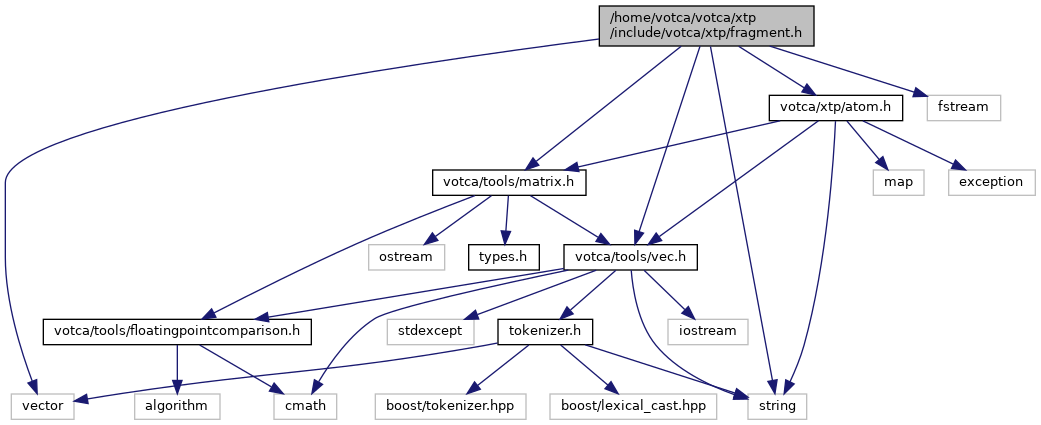 /home/votca/votca/xtp
/include/votca/xtp/fragment.h
votca/xtp/atom.h
fstream
votca/tools/matrix.h
map
exception
ostream
types.h
votca/tools/vec.h
votca/tools/floatingpointcomparison.h
stdexcept
tokenizer.h
iostream
vector
algorithm
cmath
boost/tokenizer.hpp
boost/lexical_cast.hpp
string